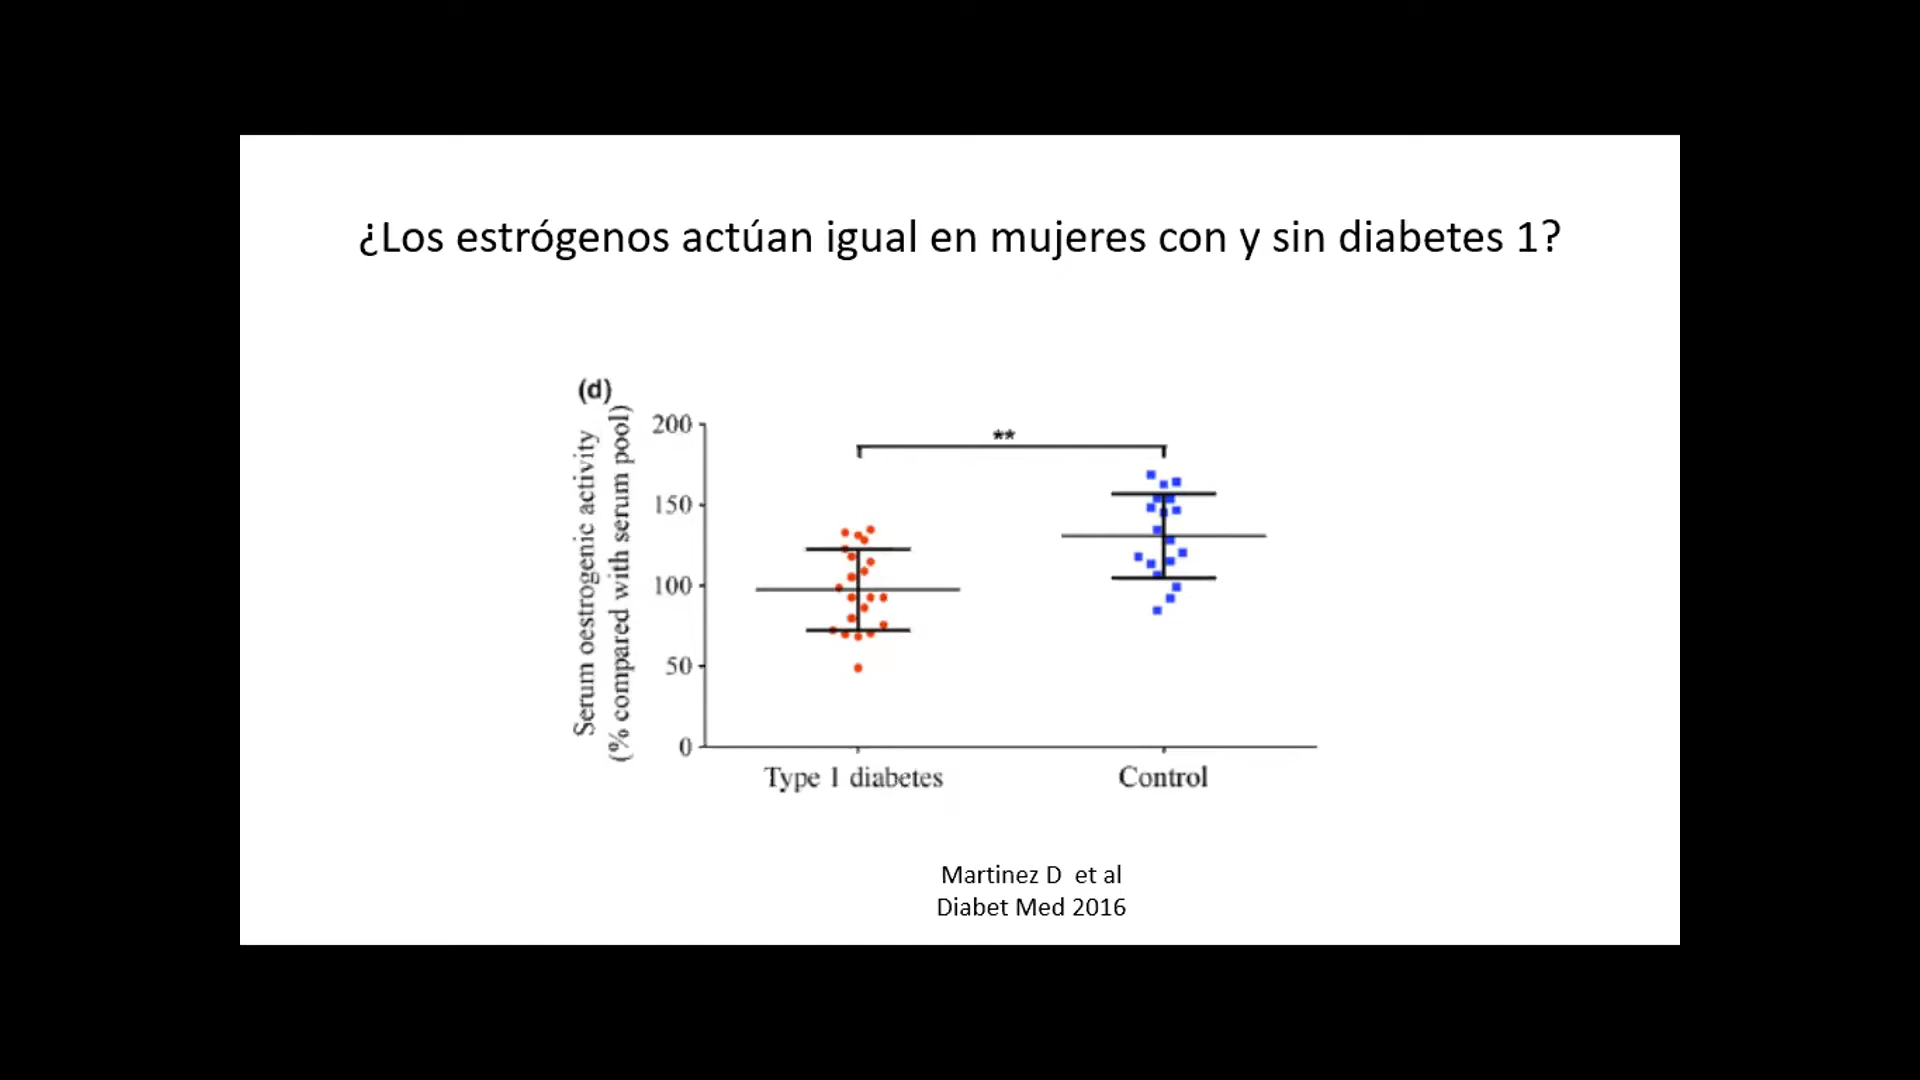 ¿Los estrógenos actúan igual en mujeres con y sin diabetes 1?
(d)
Serum oestrogenic activity
(% compared with serum pool)
200
150
100
50
0
**
Type 1 diabetes
Control
Martinez D et al
Diabet Med 2016